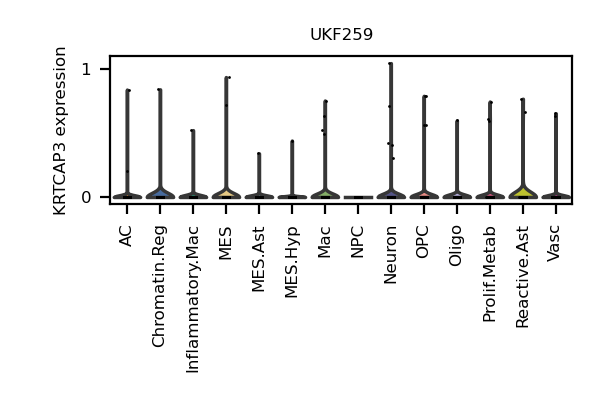 UKF259
KRTCAP3 expression
1
0
AC
Chromatin.Reg
Inflammatory.Mac
MES
MES.Ast
MES.Hyp
Mac
NPC
Neuron
OPC
Oligo
Prolif.Metab
Reactive.Ast
Vasc